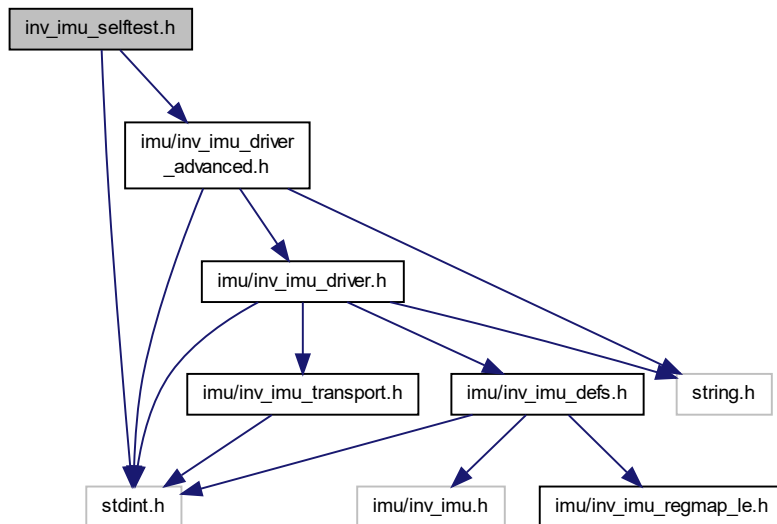 inv_imu_selftest.h
imu/inv_imu_driver
_advanced.h
imu/inv_imu_driver.h
imu/inv_imu_transport.h
imu/inv_imu_defs.h
string.h
stdint.h
imu/inv_imu.h
imu/inv_imu_regmap_le.h